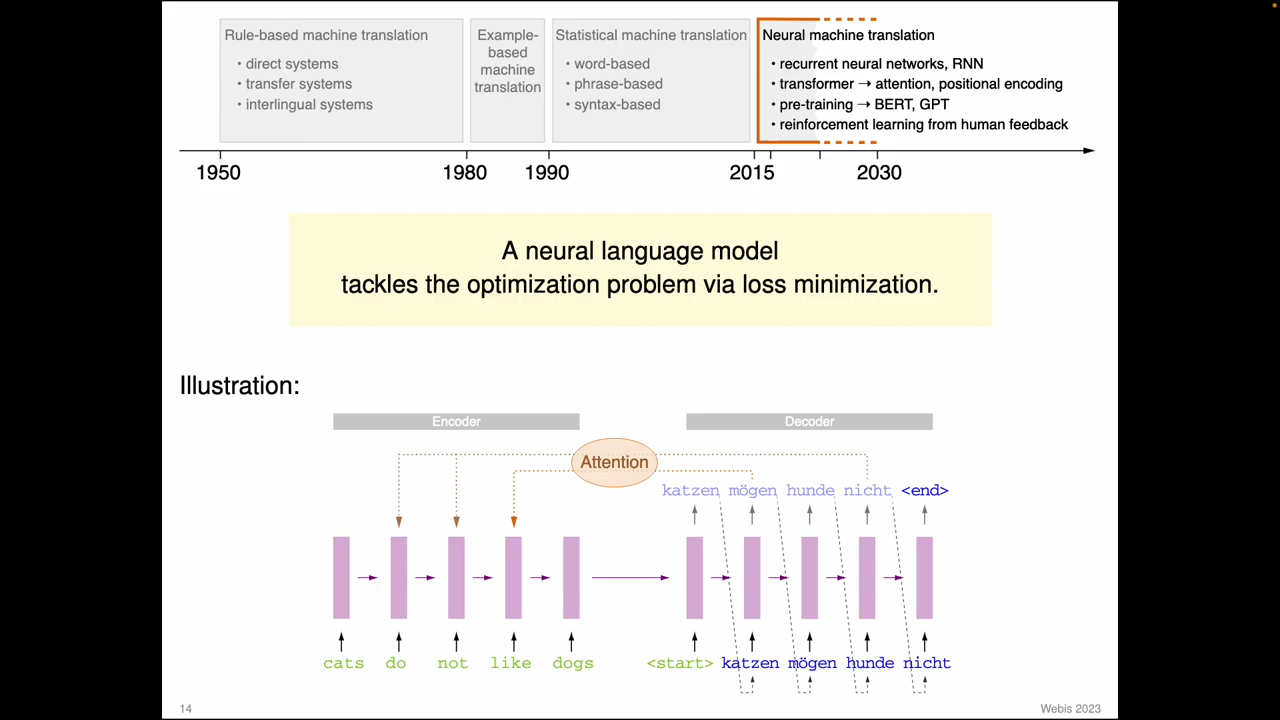 Rule-based machine translation
• direct systems
• transfer systems
• interlingual systems
Example-
based
machine
translation
Statistical machine translation
• word-based
• phrase-based
• syntax-based
Neural machine translation
• recurrent neural networks, RNN
• transformer → attention, positional encoding
• pre-training → BERT, GPT
• reinforcement learning from human feedback
1950 1980 1990 2015 2030
A neural language model
tackles the optimization problem via loss minimization.
Illustration:
Encoder Decoder
Attention
katzen mögen hunde nicht <end>
cats do not like dogs <start> katzen mögen hunde nicht
14 Webis 2023